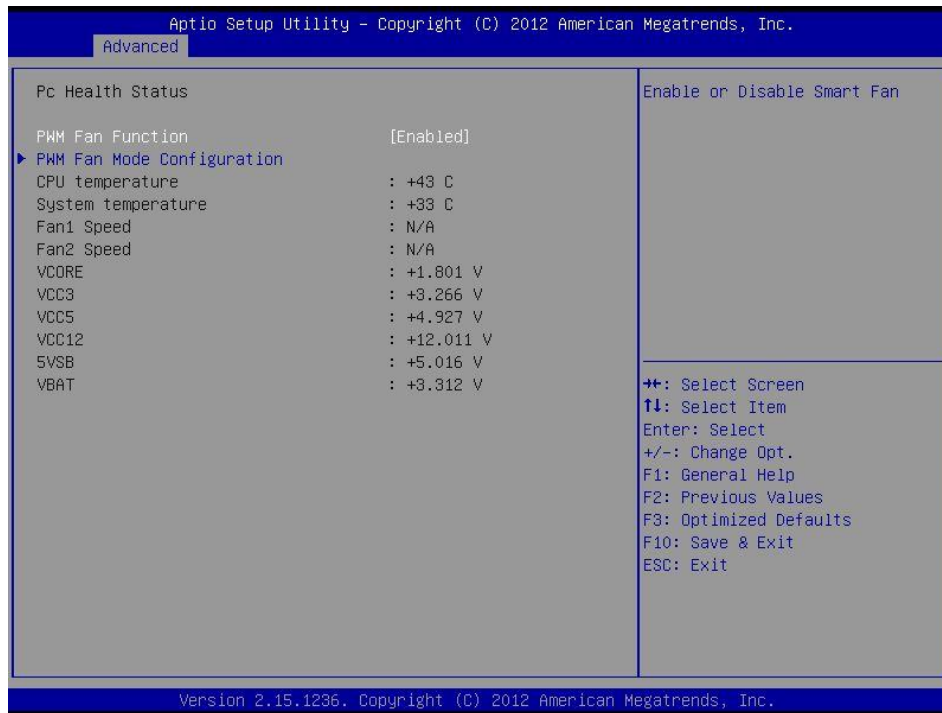 Aptio Setup Utility – Copyright (C) 2012 American Megatrends, Inc.
Advanced
Pc Health Status
PWM Fan Function [Enabled]
PWM Fan Mode Configuration
CPU temperature : +43 C
System temperature : +33 C
Fan1 Speed : N/A
Fan2 Speed : N/A
VCORE : +1.801 V
VCC3 : +3.266 V
VCC5 : +4.927 V
VCC12 : +12.011 V
5VSB : +5.016 V
VBAT : +3.312 V
Enable or Disable Smart Fan
→←: Select Screen
↑↓: Select Item
Enter: Select
+/-: Change Opt.
F1: General Help
F2: Previous Values
F3: Optimized Defaults
F10: Save & Exit
ESC: Exit
Version 2.15.1236. Copyright (C) 2012 American Megatrends, Inc.